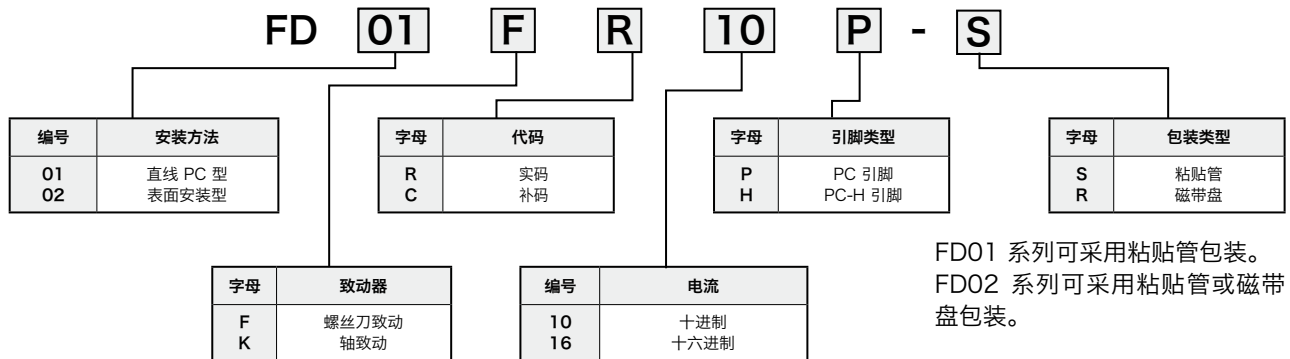 FD 01 F R 10 P - S
编号 安装方法
01 直线 PC 型
02 表面安装型
字母 代码
R 实码
C 补码
字母 引脚类型
P PC 引脚
H PC-H 引脚
字母 包装类型
S 粘贴管
R 磁带盘
字母 致动器
F 螺丝刀致动
K 轴致动
编号 电流
10 十进制
16 十六进制
FD01 系列可采用粘贴管包装。
FD02 系列可采用粘贴管或磁带
盘包装。